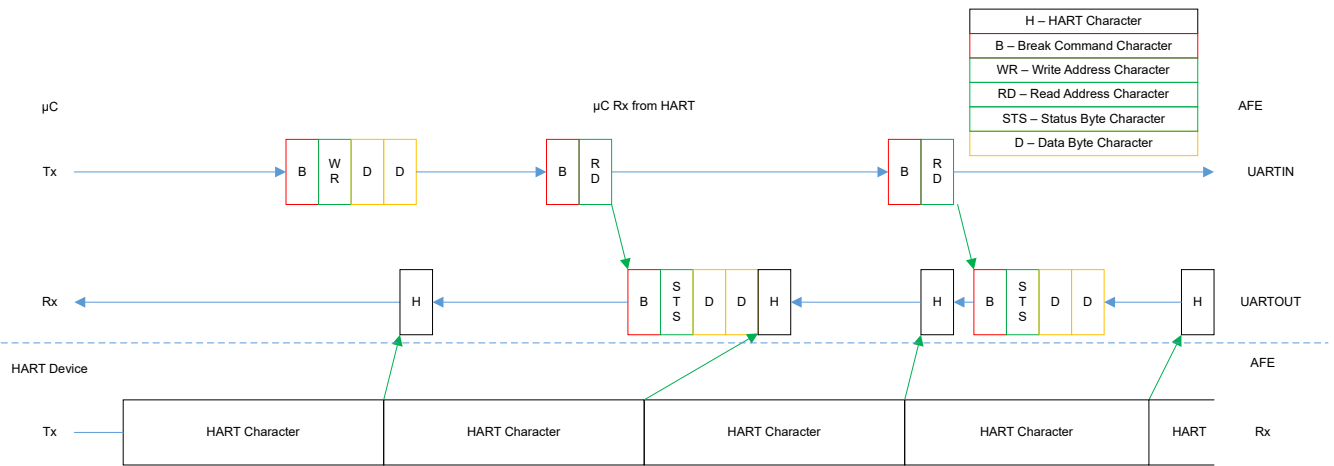 H – HART Character
B – Break Command Character
WR – Write Address Character
RD – Read Address Character
STS – Status Byte Character
D – Data Byte Character
µC
µC Rx from HART
AFE
Tx
B
W
R
D
D
B
R
D
B
R
D
UARTIN
Rx
H
B
S
T
S
D
D
H
H
B
S
T
S
D
D
H
UARTOUT
HART Device
AFE
Tx
HART Character
HART Character
HART Character
HART Character
HART
Rx